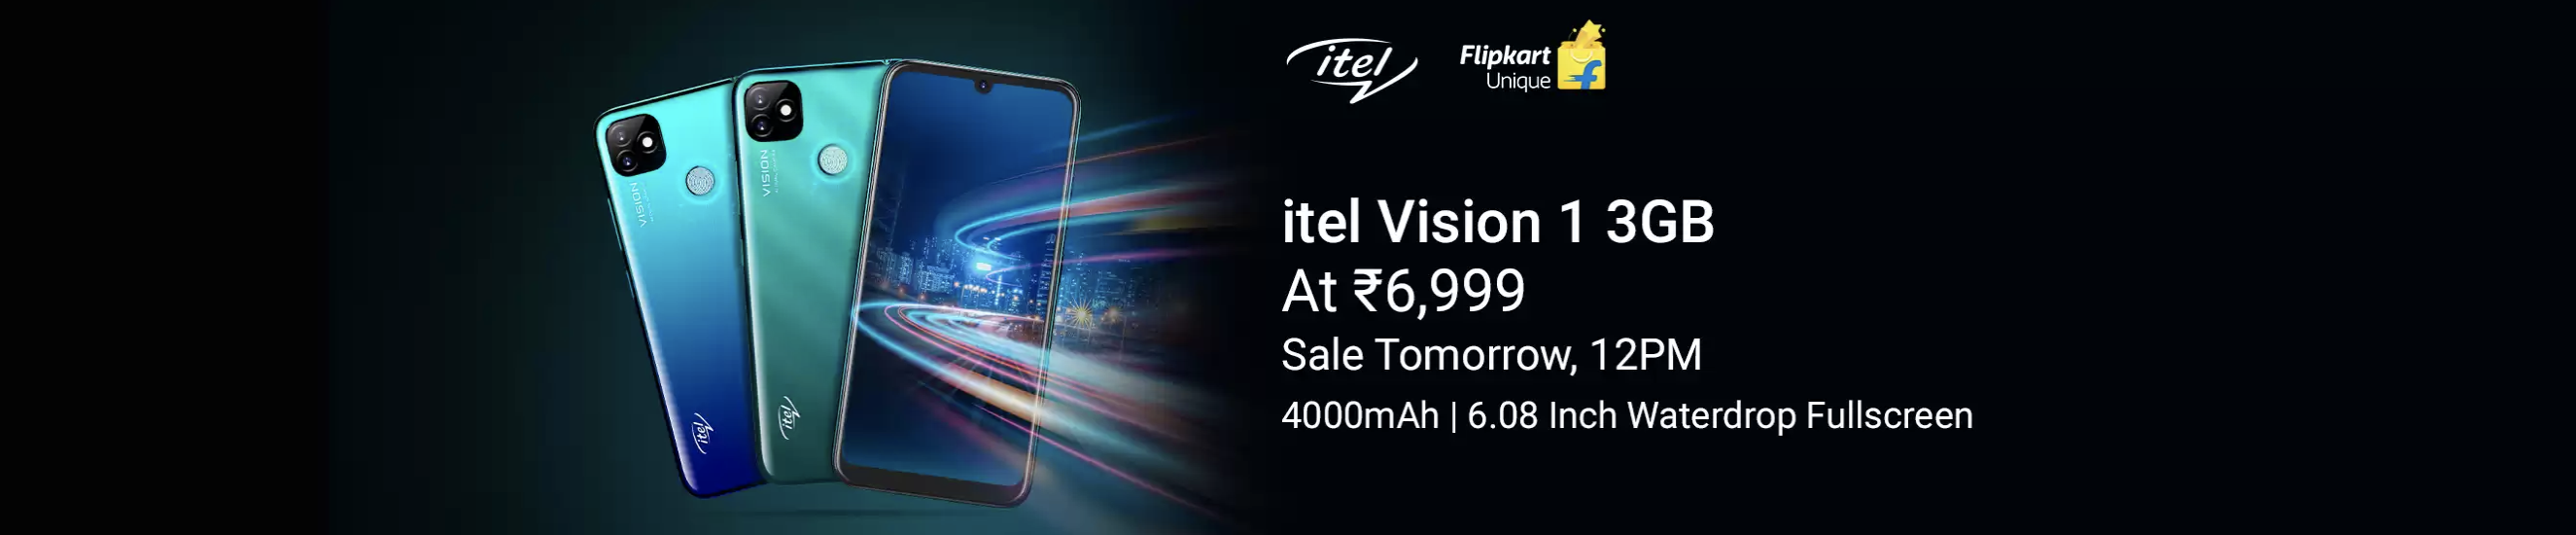 itel
Flipkart
Unique
itel Vision 1 3GB
At ₹6,999
Sale Tomorrow, 12PM
4000mAh | 6.08 Inch Waterdrop Fullscreen
VISION
VISION
itel
itel